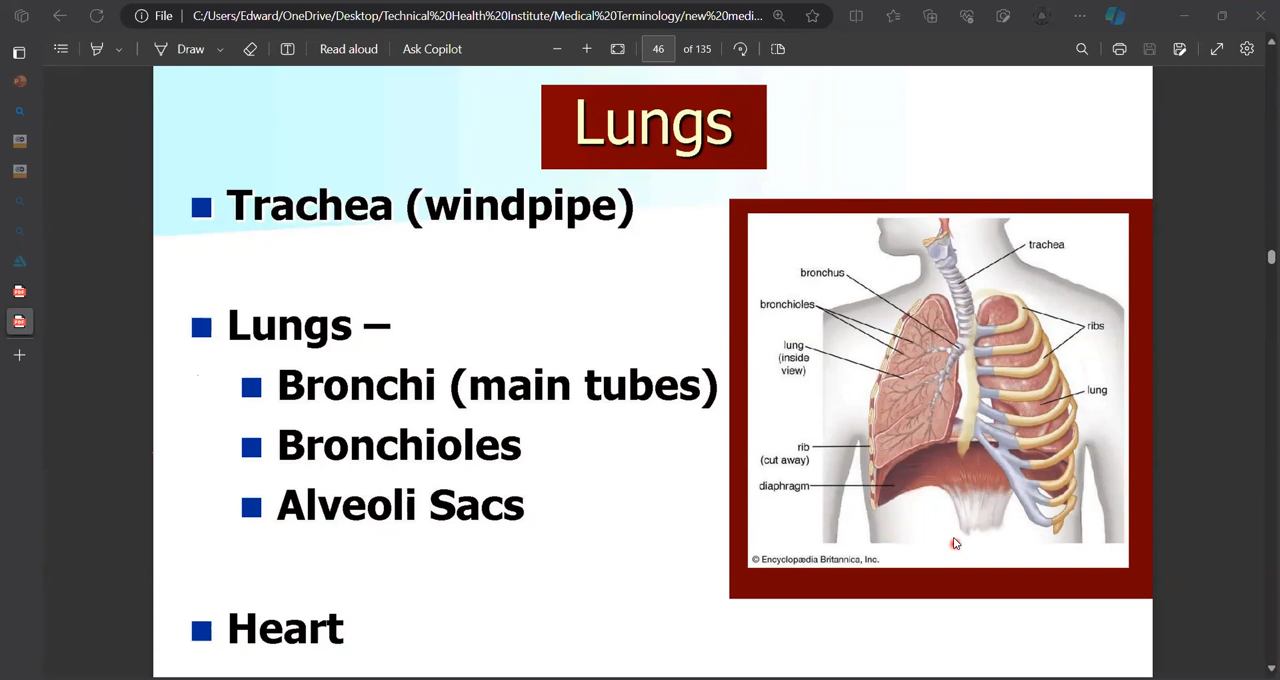 File
C:/Users/Edward/OneDrive/Desktop/Technical%20Health%20Institute/Medical%20Terminology/new%20medi...
Draw
Read aloud
Ask Copilot
46
of 135
Lungs
Trachea (windpipe)
Lungs –
Bronchi (main tubes)
Bronchioles
Alveoli Sacs
Heart
trachea
bronchus
bronchioles
ribs
lung
(inside
view)
lung
rib
(cut away)
diaphragm
© Encyclopædia Britannica, Inc.